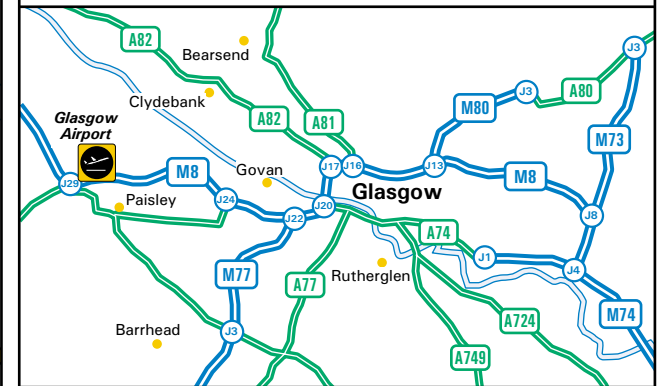 A82
Bearsend
J3
Clydebank
A82
A81
J3
A80
M80
Glasgow
Airport
M73
J29
M8
Govan
J17
J16
J13
M8
Glasgow
Paisley
J24
J22
J20
J8
A74
J1
J4
M77
A77
Rutherglen
M74
Barrhead
J3
A724
A749